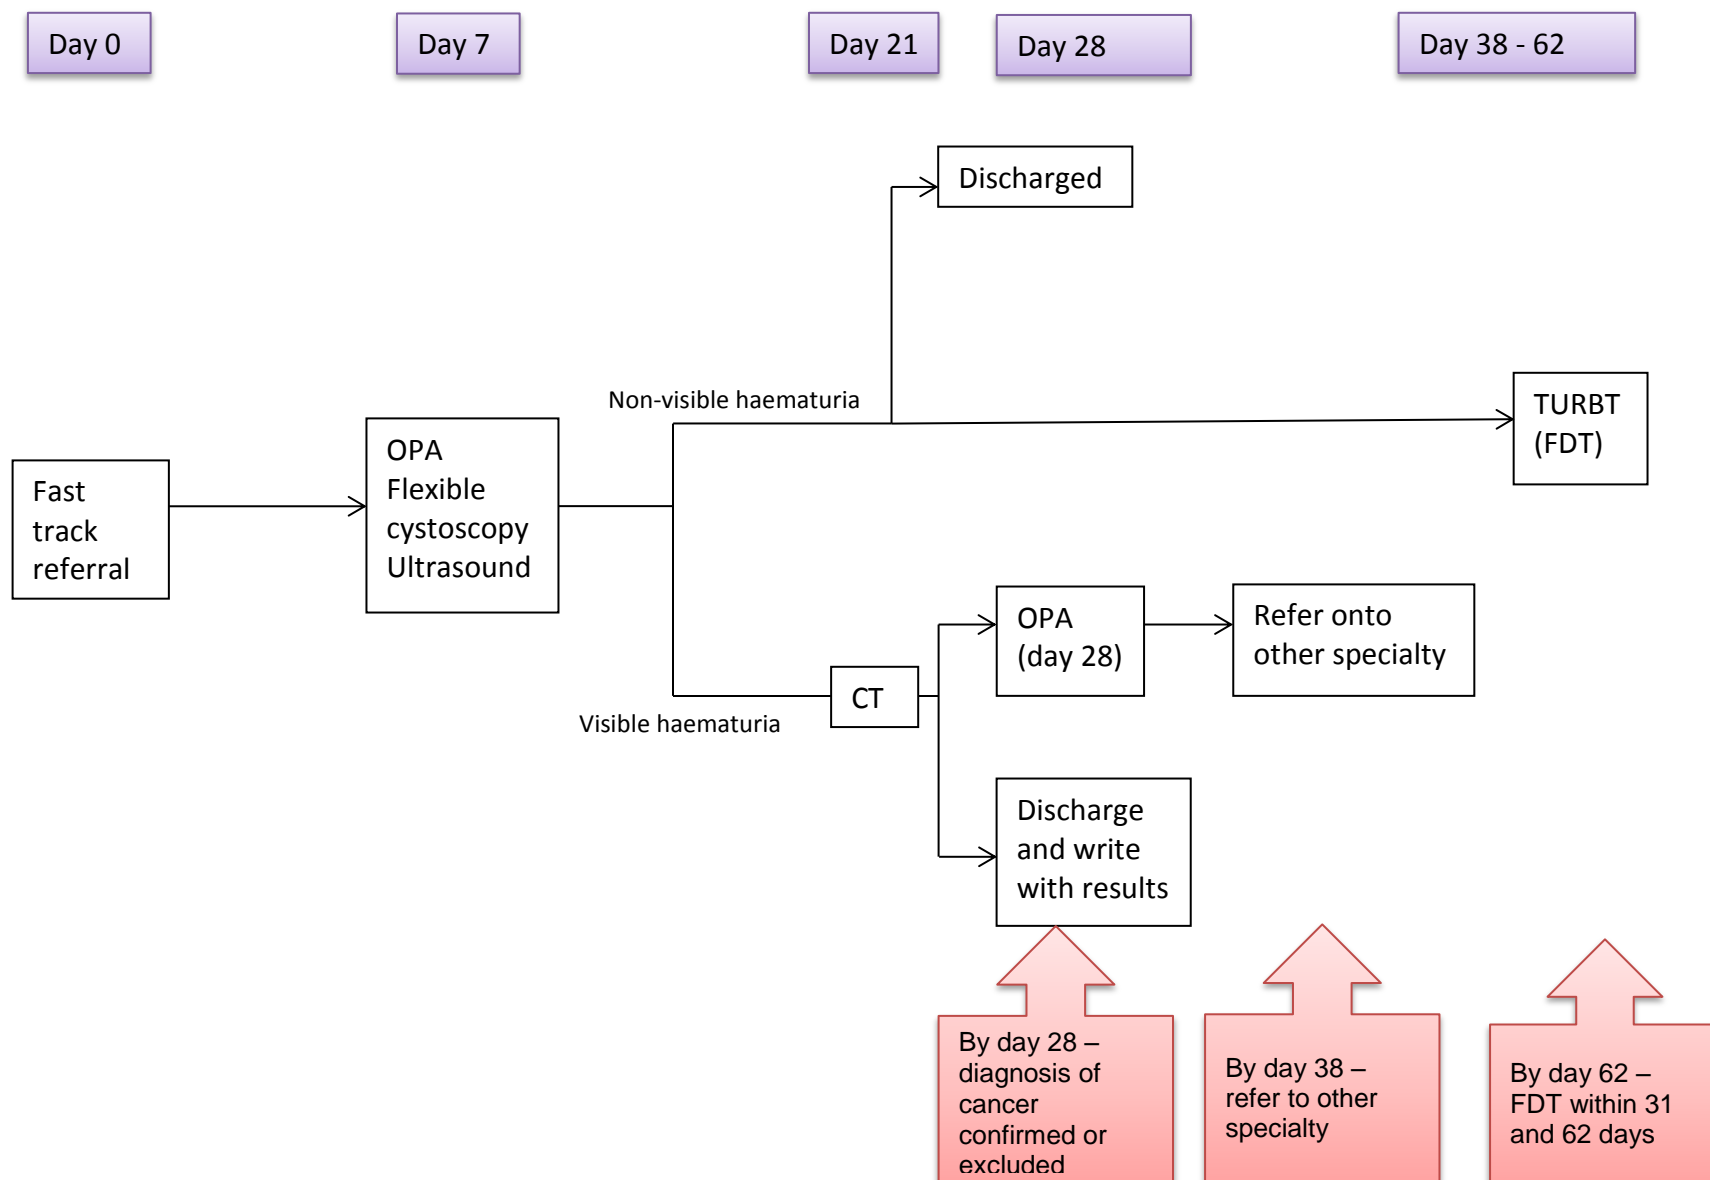 Day 0
Day 7
Day 21
Day 28
Day 38 - 62
Discharged
Non-visible haematuria
TURBT
(FDT)
OPA
Flexible
cystoscopy
Ultrasound
Fast
track
referral
OPA
(day 28)
Refer onto
other specialty
CT
Visible haematuria
Discharge
and write
with results
By day 28 –
diagnosis of
cancer
confirmed or
excluded
By day 38 –
refer to other
specialty
By day 62 –
FDT within 31
and 62 days